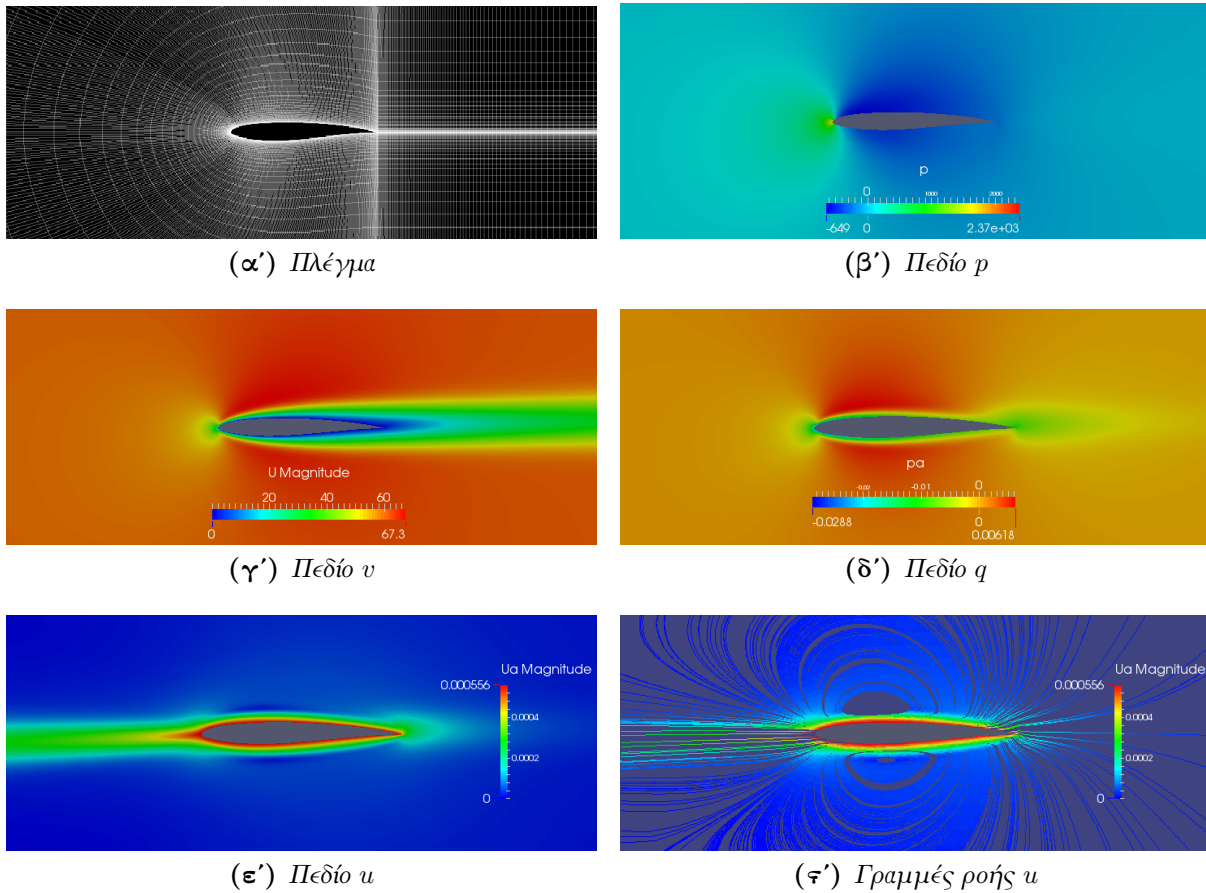 (α΄) Πλέγμα
p
0 1000 2000
-649 0 2.37e+03
(β΄) Πεδίο p
U Magnitude
20 40 60
0 67.3
(γ΄) Πεδίο v
pa
-0.02 -0.01 0
-0.0288 0 0.00618
(δ΄) Πεδίο q
Ua Magnitude
0.000556
0.0004
0.0002
0
(ε΄) Πεδίο u
Ua Magnitude
0.000556
0.0004
0.0002
0
(ϛ΄) Γραμμές ροής u